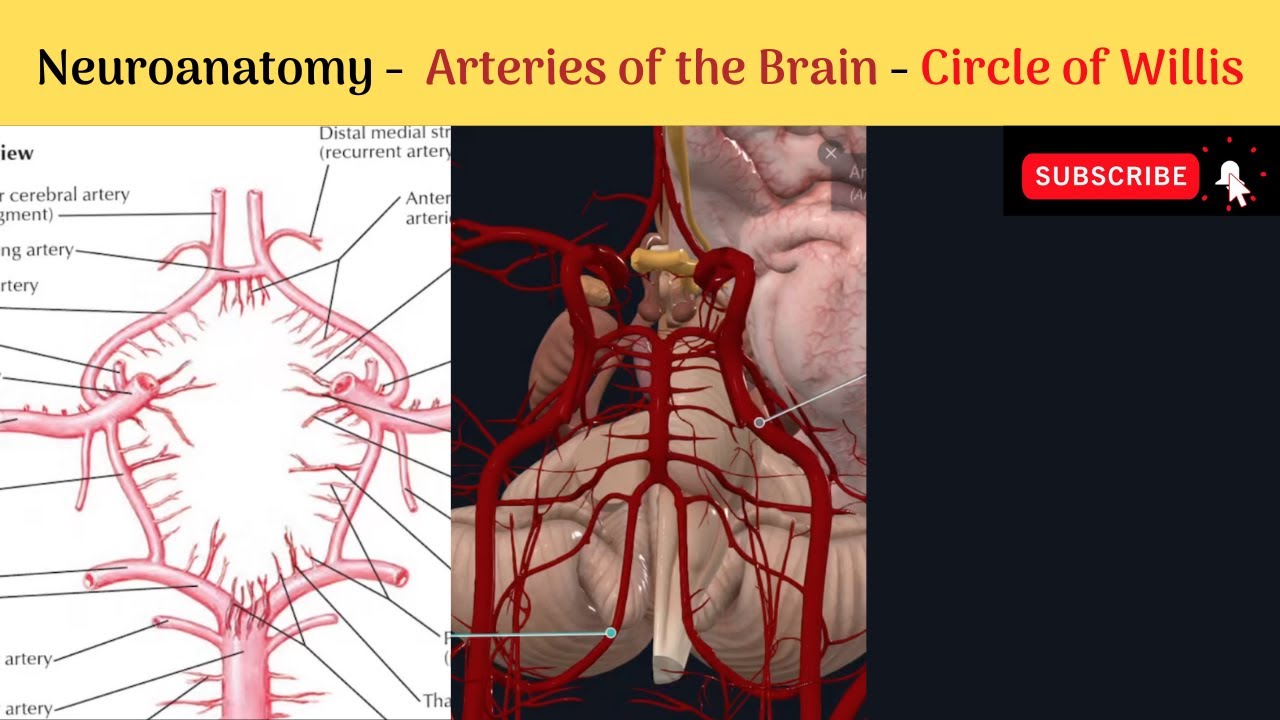 Neuroanatomy - Arteries of the Brain - Circle of Willis
Distal medial str
(recurrent artery
iew
r cerebral artery
gment)
Anter
arteri
ng artery
rtery
SUBSCRIBE
An
(A
artery
artery
P
(
Tha